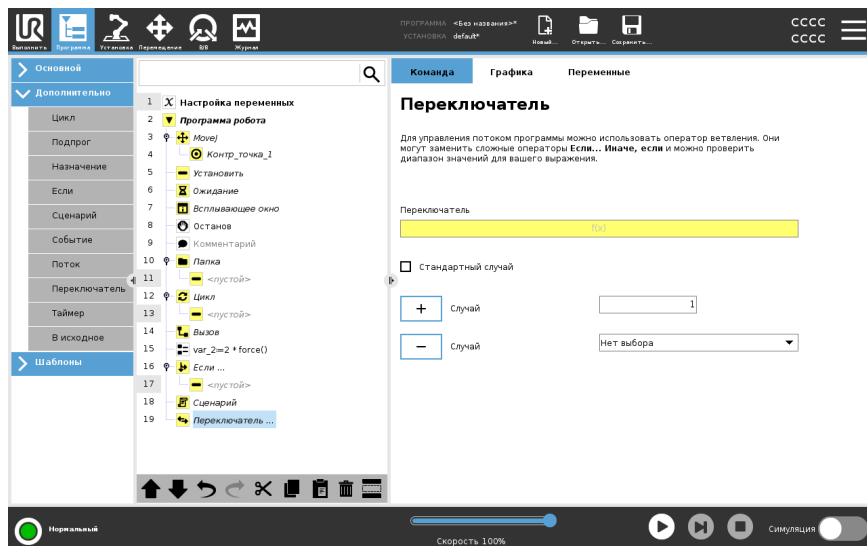 UR
Выполнить
Программа
Установка
Перемещение
В/В
Журнал
ПРОГРАММА <Без названия>*
УСТАНОВКА default*
Новый...
Открыть...
Сохранить...
CCCC
CCCC
Основной
Дополнительно
Цикл
Подпрог
Назначение
Если
Сценарий
Событие
Поток
Переключатель
Таймер
В исходное
Шаблоны
1 X Настройка переменных
2 Программа робота
3 MoveJ
4 Контр_точка_1
5 Установить
6 Ожидание
7 Всплывающее окно
8 Останов
9 Комментарий
10 Папка
11 <пустой>
12 Цикл
13 <пустой>
14 Вызов
15 var_2≔2 * force()
16 Если ...
17 <пустой>
18 Сценарий
19 Переключатель ...
Команда
Графика
Переменные
Переключатель
Для управления потоком программы можно использовать оператор ветвления. Они
могут заменить сложные операторы Если... Иначе, если и можно проверить
диапазон значений для вашего выражения.
Переключатель
f(x)
Стандартный случай
+ Случай 1
− Случай Нет выбора
Нормальный
Скорость 100%
Симуляция